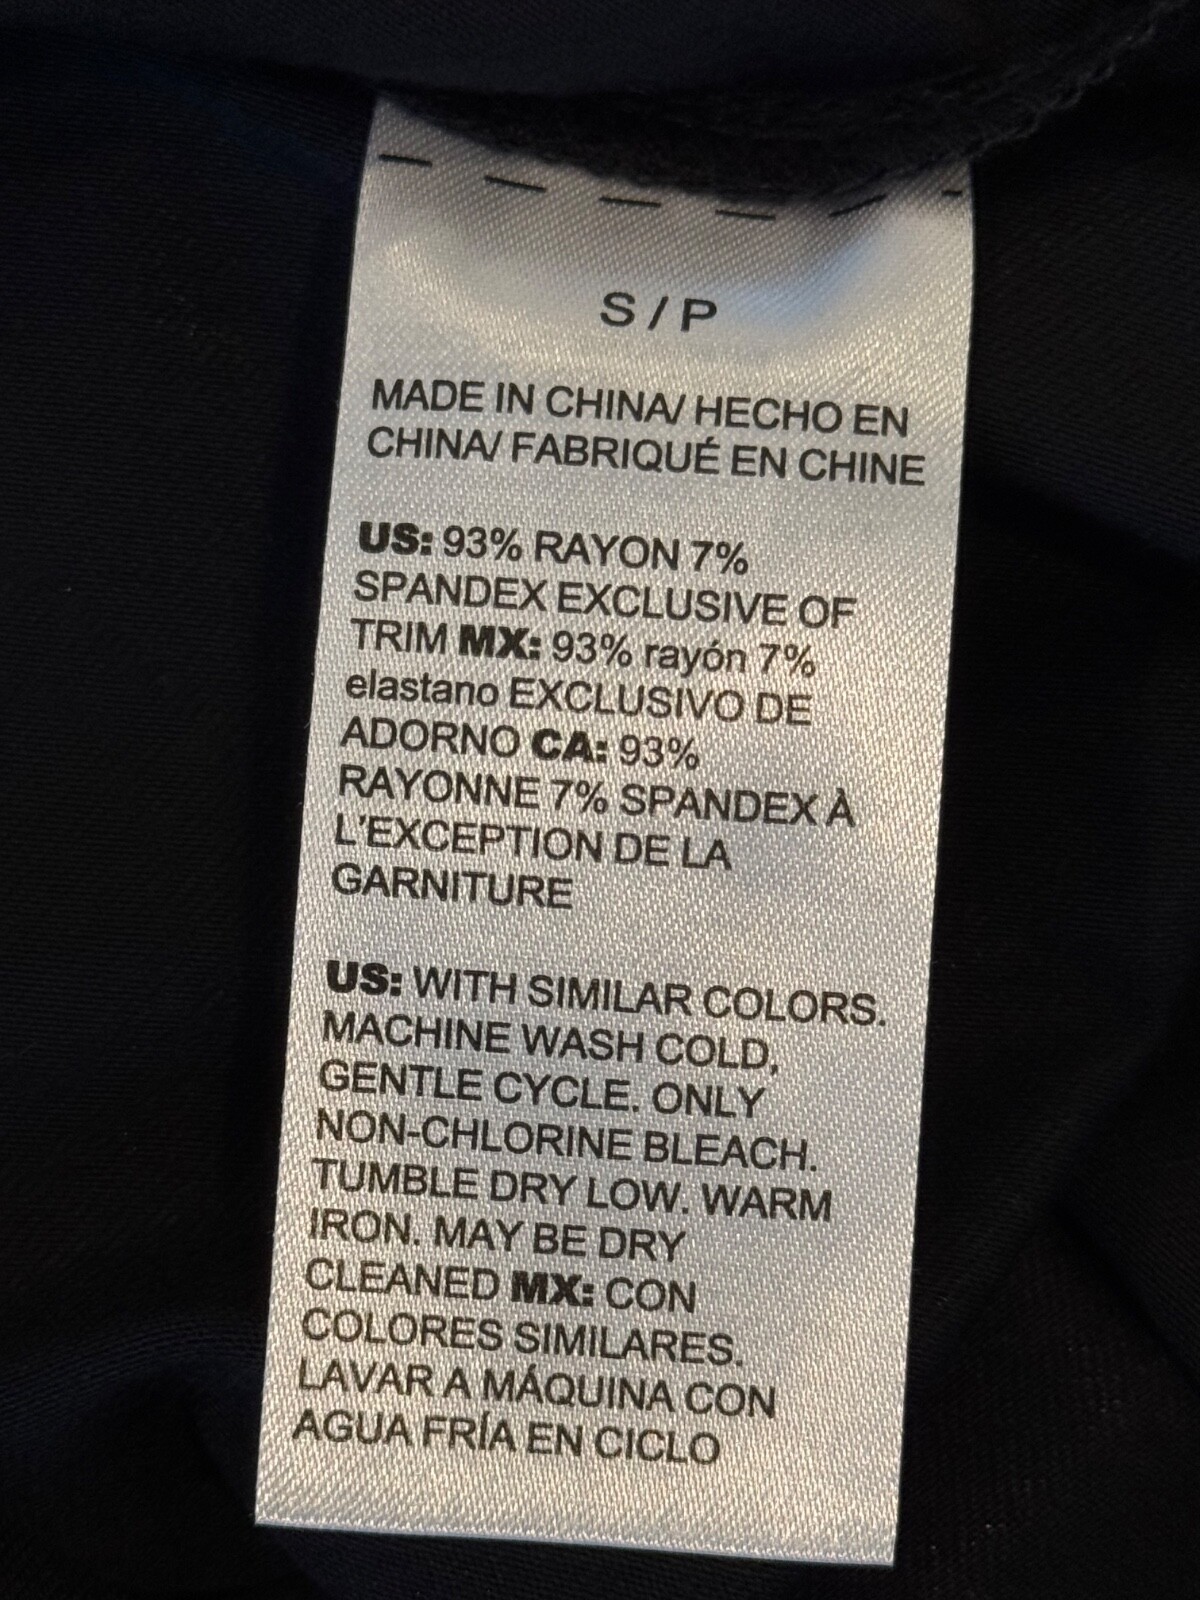 S / P
MADE IN CHINA/ HECHO EN
CHINA/ FABRIQUÉ EN CHINE
US: 93% RAYON 7%
SPANDEX EXCLUSIVE OF
TRIM MX: 93% rayón 7%
elastano EXCLUSIVO DE
ADORNO CA: 93%
RAYONNE 7% SPANDEX À
L'EXCEPTION DE LA
GARNITURE
US: WITH SIMILAR COLORS.
MACHINE WASH COLD,
GENTLE CYCLE. ONLY
NON-CHLORINE BLEACH.
TUMBLE DRY LOW. WARM
IRON. MAY BE DRY
CLEANED MX: CON
COLORES SIMILARES.
LAVAR A MÁQUINA CON
AGUA FRÍA EN CICLO